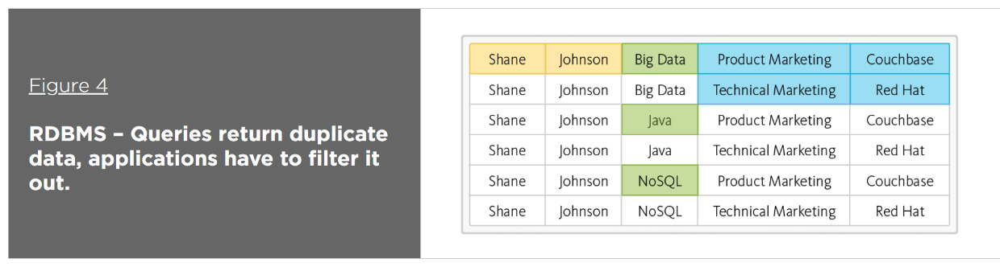 Figure 4
RDBMS – Queries return duplicate
data, applications have to filter it
out.
Shane Johnson Big Data Product Marketing Couchbase
Shane Johnson Big Data Technical Marketing Red Hat
Shane Johnson Java Product Marketing Couchbase
Shane Johnson Java Technical Marketing Red Hat
Shane Johnson NoSQL Product Marketing Couchbase
Shane Johnson NoSQL Technical Marketing Red Hat